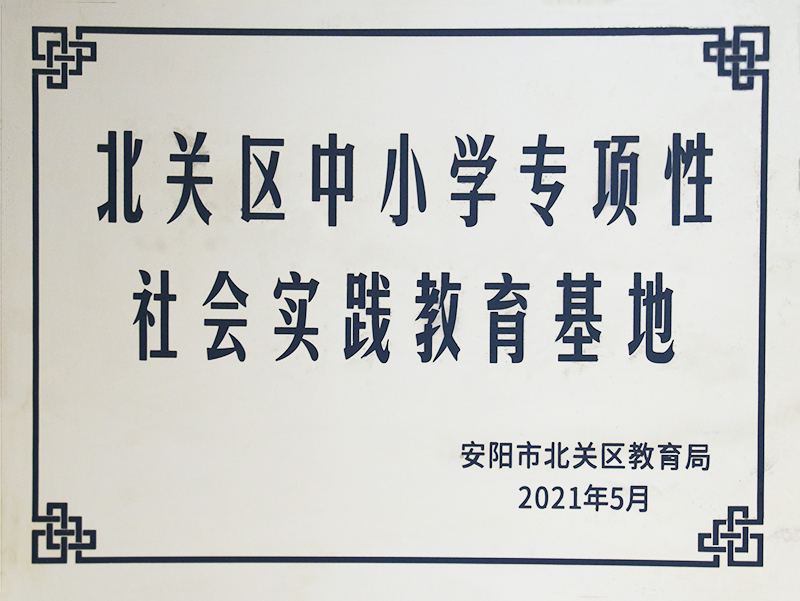 北关区中小学专项性
社会实践教育基地
安阳市北关区教育局
2021年5月